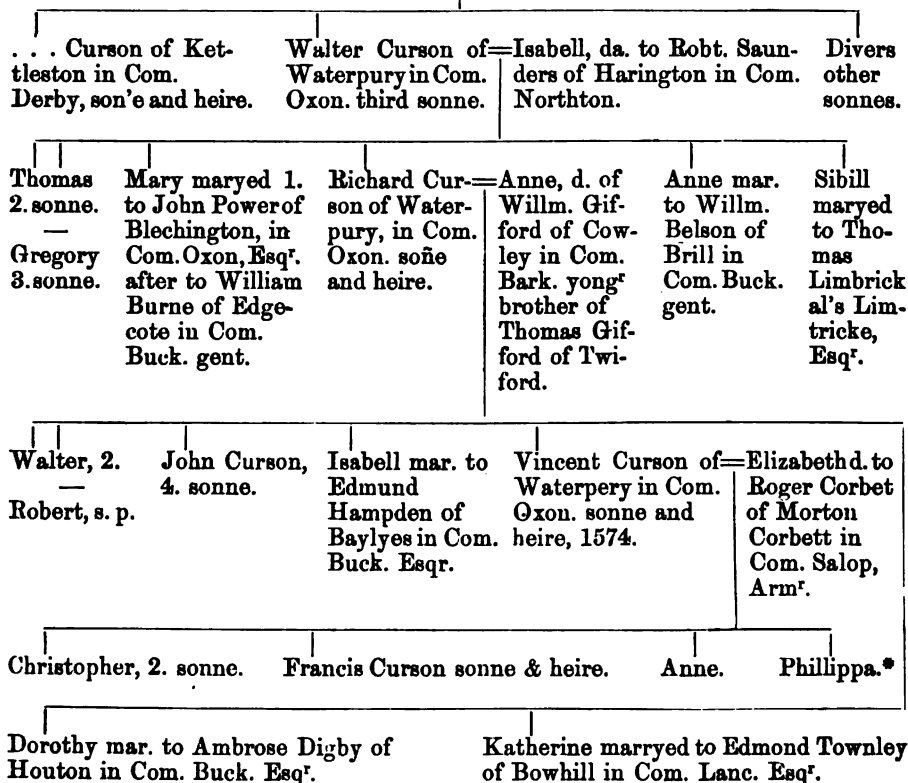 . . . Curson of Ket-
tleston in Com.
Derby, son'e and heire.
Walter Curson of=
Waterpury in Com.
Oxon. third sonne.
Isabell, da. to Robt. Saun-
ders of Harington in Com.
Northton.
Divers
other
sonnes.
Thomas
2. sonne.
—
Gregory
3. sonne.
Mary maryed 1.
to John Power of
Blechington, in
Com. Oxon, Esqʳ.
after to William
Burne of Edge-
cote in Com.
Buck. gent.
Richard Cur-=
son of Water-
pury, in Com.
Oxon. soñe
and heire.
Anne, d. of
Willm. Gif-
ford of Cow-
ley in Com.
Bark. yongʳ
brother of
Thomas Gif-
ford of Twi-
ford.
Anne mar.
to Willm.
Belson of
Brill in
Com. Buck.
gent.
Sibill
maryed
to Tho-
mas
Limbrick
al's Lim-
tricke,
Esqʳ.
Walter, 2.
—
Robert, s. p.
John Curson,
4. sonne.
Isabell mar. to
Edmund
Hampden of
Baylyes in Com.
Buck. Esqr.
Vincent Curson of=
Waterpery in Com.
Oxon. sonne and
heire, 1574.
Elizabeth d. to
Roger Corbet
of Morton
Corbett in
Com. Salop,
Armʳ.
Christopher, 2. sonne.
Francis Curson sonne & heire.
Anne.
Phillippa.*
Dorothy mar. to Ambrose Digby of
Houton in Com. Buck. Esqʳ.
Katherine marryed to Edmond Townley
of Bowhill in Com. Lanc. Esqʳ.